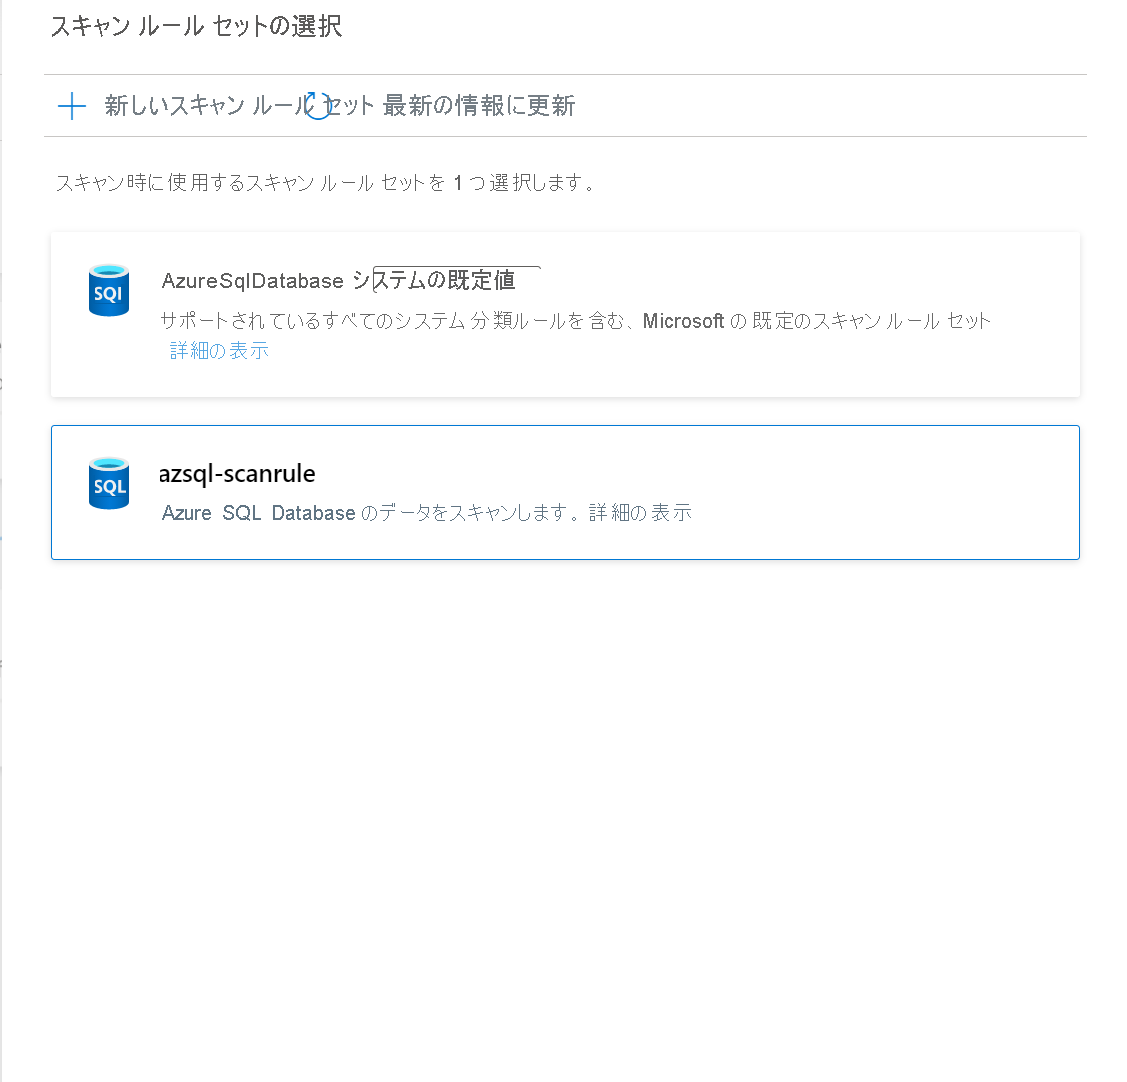 スキャン ルール セットの選択
新しいスキャン ルール セット 最新の情報に更新
スキャン時に使用するスキャン ルール セットを 1 つ選択します。
SQl
AzureSqlDatabase システムの既定値
サポートされているすべてのシステム分類ルールを含む、Microsoft の既定のスキャン ルール セット
詳細の表示
SQL
azsql-scanrule
Azure SQL Database のデータをスキャンします。詳細の表示